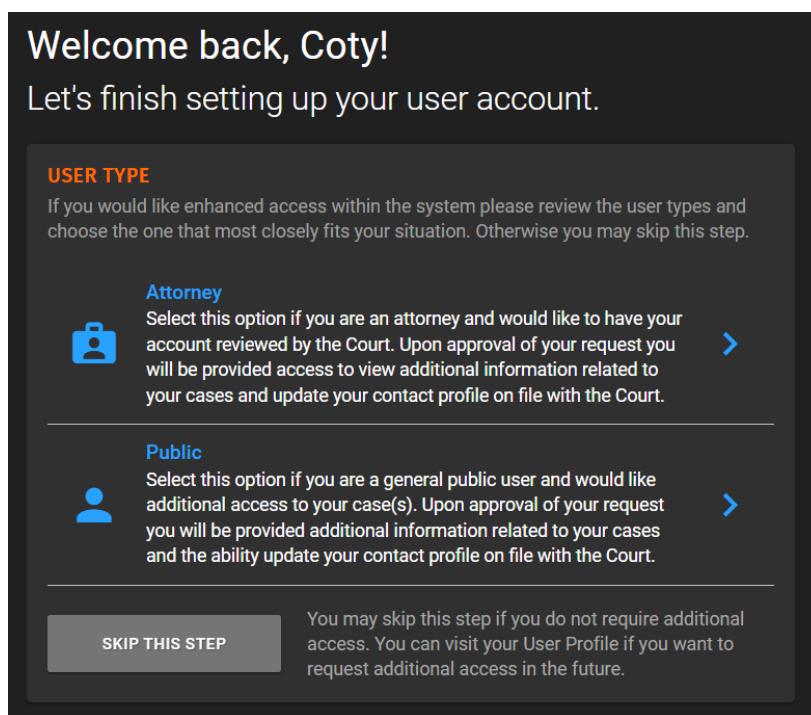 Welcome back, Coty!
Let's finish setting up your user account.
USER TYPE
If you would like enhanced access within the system please review the user types and
choose the one that most closely fits your situation. Otherwise you may skip this step.
Attorney
Select this option if you are an attorney and would like to have your
account reviewed by the Court. Upon approval of your request you
will be provided access to view additional information related to
your cases and update your contact profile on file with the Court.
Public
Select this option if you are a general public user and would like
additional access to your case(s). Upon approval of your request
you will be provided additional information related to your cases
and the ability update your contact profile on file with the Court.
SKIP THIS STEP
You may skip this step if you do not require additional
access. You can visit your User Profile if you want to
request additional access in the future.